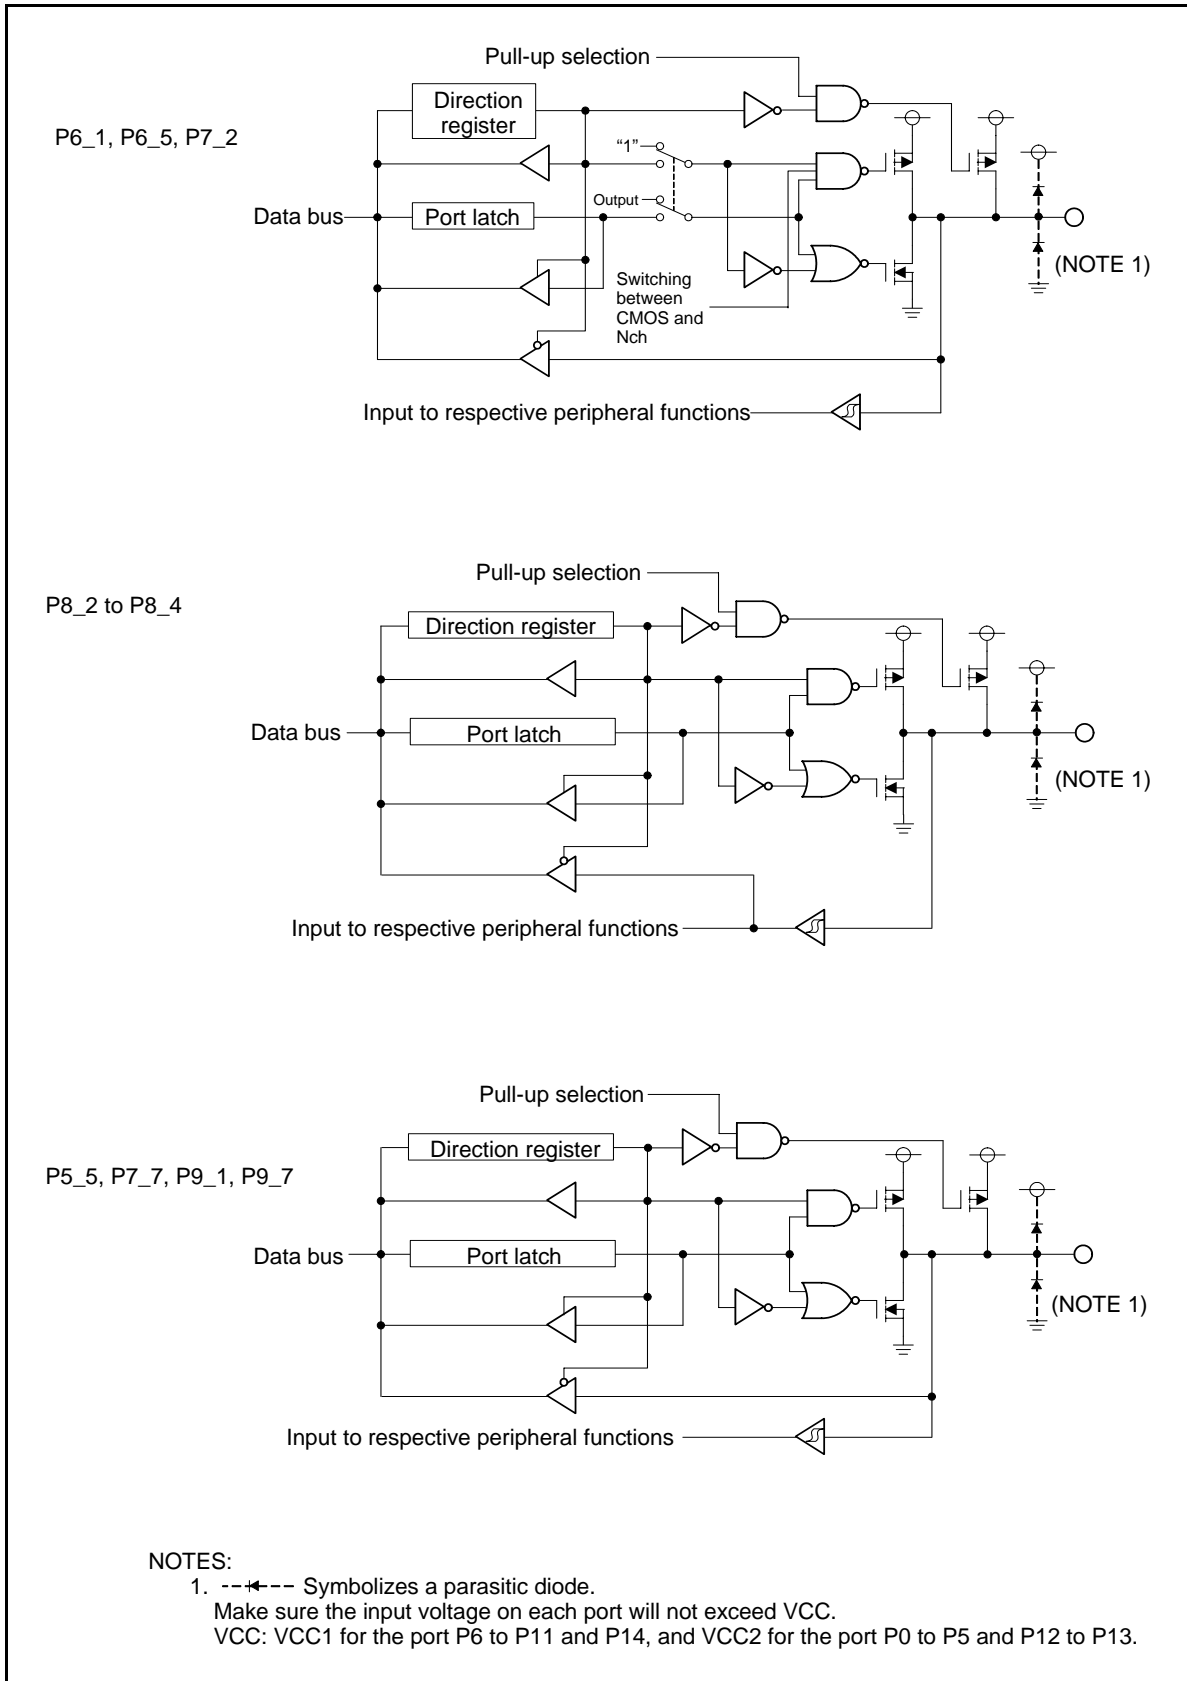 Pull-up selection
Direction
register
P6_1, P6_5, P7_2
“1”
Output
Data bus
Port latch
(NOTE 1)
Switching
between
CMOS and
Nch
Input to respective peripheral functions
Pull-up selection
P8_2 to P8_4
Direction register
Data bus
Port latch
(NOTE 1)
Input to respective peripheral functions
Pull-up selection
Direction register
P5_5, P7_7, P9_1, P9_7
Data bus
Port latch
(NOTE 1)
Input to respective peripheral functions
NOTES:
1. Symbolizes a parasitic diode.
Make sure the input voltage on each port will not exceed VCC.
VCC: VCC1 for the port P6 to P11 and P14, and VCC2 for the port P0 to P5 and P12 to P13.